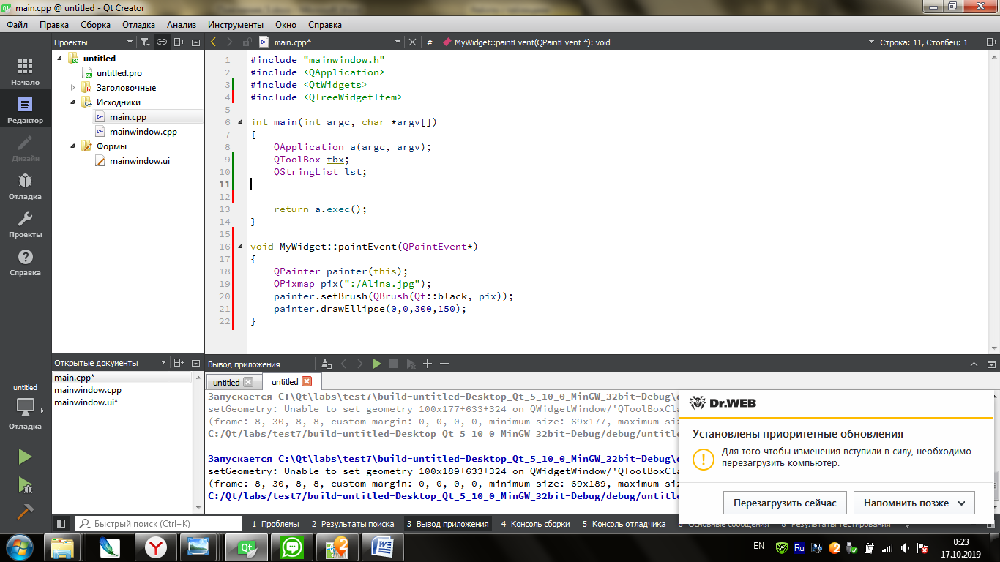 main.cpp @ untitled - Qt Creator
Файл Правка Сборка Отладка Анализ Инструменты Окно Справка
Проекты
main.cpp*
#
MyWidget::paintEvent(QPaintEvent *): void
Строка: 11, Столбец: 1
Начало
Редактор
Дизайн
Отладка
Проекты
Справка
untitled
Отладка
untitled
untitled.pro
Заголовочные
Исходники
main.cpp
mainwindow.cpp
Формы
mainwindow.ui
1 #include "mainwindow.h"
2 #include <QApplication>
3 #include <QtWidgets>
4 #include <QTreeWidgetItem>
5
6 int main(int argc, char *argv[])
7 {
8 QApplication a(argc, argv);
9 QToolBox tbx;
10 QStringList lst;
11
12
13 return a.exec();
14 }
15
16 void MyWidget::paintEvent(QPaintEvent*)
17 {
18 QPainter painter(this);
19 QPixmap pix(":/Alina.jpg");
20 painter.setBrush(QBrush(Qt::black, pix));
21 painter.drawEllipse(0,0,300,150);
22 }
Открытые документы
main.cpp*
mainwindow.cpp
mainwindow.ui*
Вывод приложения
untitled untitled
Запускается C:\Qt\labs\test7\build-untitled-Desktop_Qt_5_10_0_MinGW_32bit-Debug\
setGeometry: Unable to set geometry 100x177+633+324 on QWidgetWindow/'QToolBoxCla
(frame: 8, 30, 8, 8, custom margin: 0, 0, 0, 0, minimum size: 69x177, maximum siz
C:/Qt/labs/test7/build-untitled-Desktop_Qt_5_10_0_MinGW_32bit-Debug/debug/untitle
Запускается C:\Qt\labs\test7\build-untitled-Desktop_Qt_5_10_0_MinGW_32bit-Debug\
setGeometry: Unable to set geometry 100x189+633+324 on QWidgetWindow/'QToolBoxCla
(frame: 8, 30, 8, 8, custom margin: 0, 0, 0, 0, minimum size: 69x189, maximum siz
C:/Qt/labs/test7/build-untitled-Desktop_Qt_5_10_0_MinGW_32bit-Debug/debug/untitle
Dr.WEB
Установлены приоритетные обновления
Для того чтобы изменения вступили в силу, необходимо
перезагрузить компьютер.
Перезагрузить сейчас
Напомнить позже
Быстрый поиск (Ctrl+K)
1 Проблемы 2 Результаты поиска 3 Вывод приложения 4 Консоль сборки 5 Консоль отладчика 6 Основные сообщения 8 Результаты тестирования
EN
Ru
0:23
17.10.2019